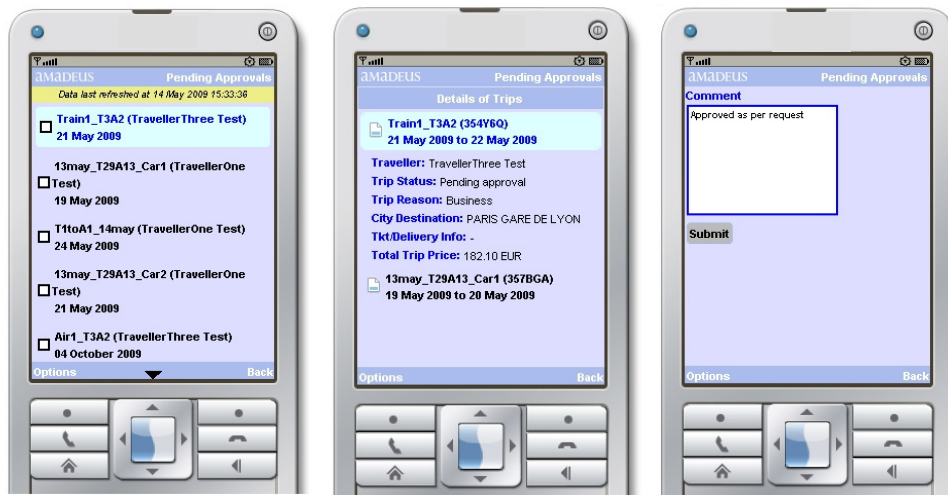 amadeus
Pending Approvals
Data last refreshed at 14 May 2009 15:33:36
Train1_T3A2 (TravellerThree Test)
21 May 2009
13may_T29A13_Car1 (TravellerOne
Test)
19 May 2009
T1toA1_14may (TravellerOne Test)
24 May 2009
13may_T29A13_Car2 (TravellerOne
Test)
21 May 2009
Air1_T3A2 (TravellerThree Test)
04 October 2009
Options
Back
amadeus
Pending Approvals
Details of Trips
Train1_T3A2 (354Y6Q)
21 May 2009 to 22 May 2009
Traveller: TravellerThree Test
Trip Status: Pending approval
Trip Reason: Business
City Destination: PARIS GARE DE LYON
Tkt/Delivery Info: -
Total Trip Price: 182.10 EUR
13may_T29A13_Car1 (357BGA)
19 May 2009 to 20 May 2009
Options
Back
amadeus
Pending Approvals
Comment
Approved as per request
Submit
Options
Back